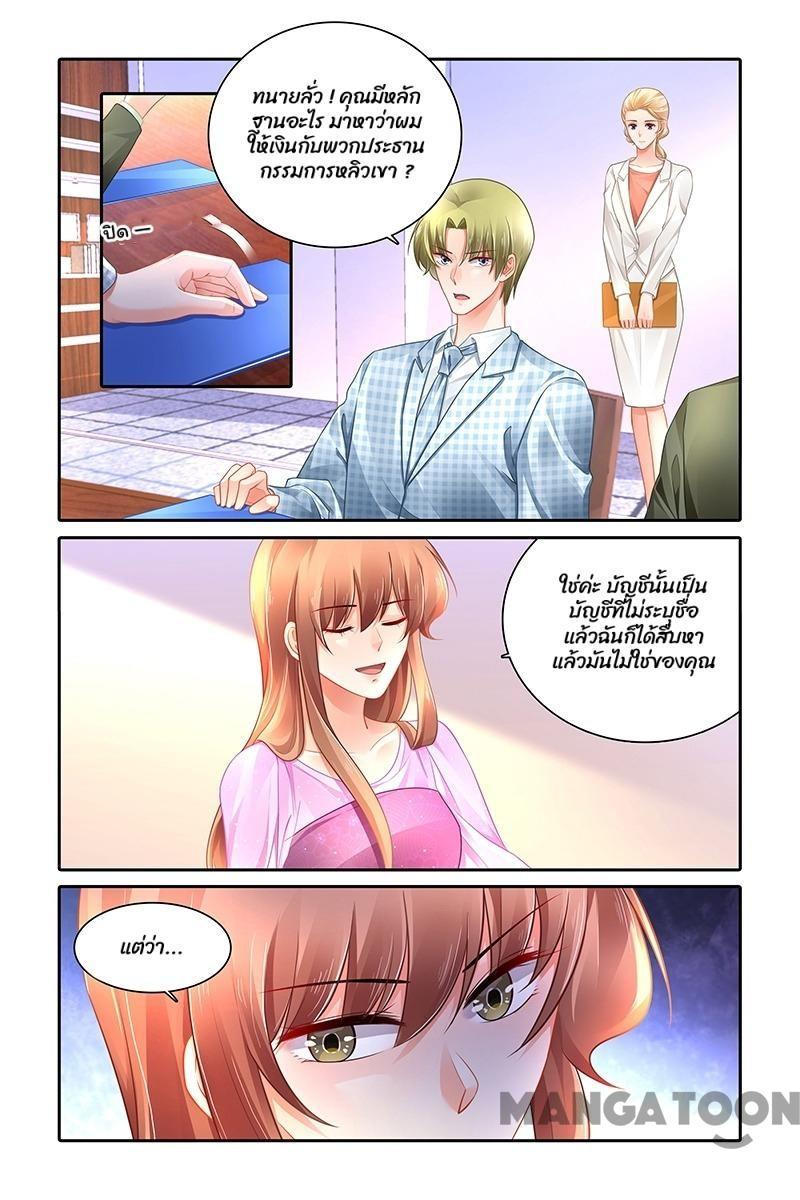 ทนายลั่ว ! คุณมีหลัก
ฐานอะไร มาหาว่าผม
ให้เงินกับพวกประธาน
กรรมการหลิวเขา ?
ปิด —
ใช่ค่ะ บัญชีนั้นเป็น
บัญชีที่ไม่ระบุชื่อ
แล้วฉันก็ได้สืบหา
แล้วมันไม่ใช่ของคุณ
แต่ว่า...
MANGATOON